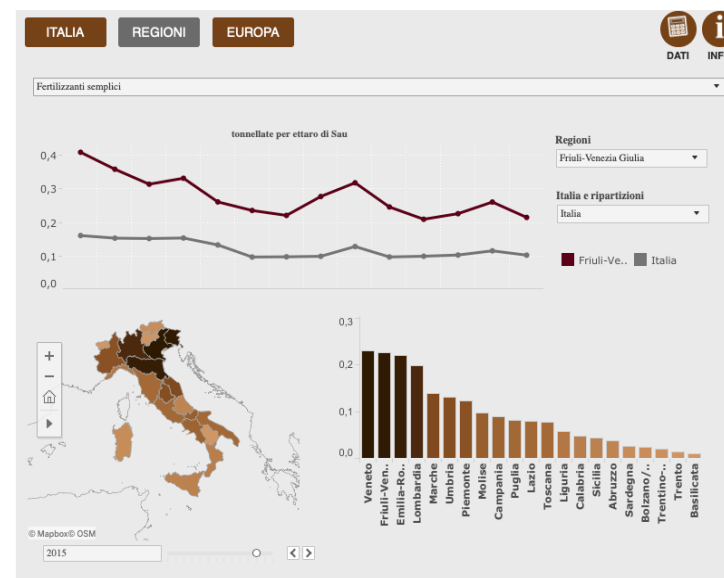 ITALIA
REGIONI
EUROPA
DATI
INF
Fertilizzanti semplici
tonnellate per ettaro di Sau
0,4
0,3
0,2
0,1
0,0
Regioni
Friuli-Venezia Giulia
Italia e ripartizioni
Italia
Friuli-Ve.. Italia
© Mapbox© OSM
2015
0,3
0,2
0,1
0,0
Veneto
Friuli-Ven..
Emilia-Ro..
Lombardia
Marche
Umbria
Piemonte
Molise
Campania
Puglia
Lazio
Toscana
Liguria
Calabria
Sicilia
Abruzzo
Sardegna
Bolzano/..
Trentino-..
Trento
Basilicata